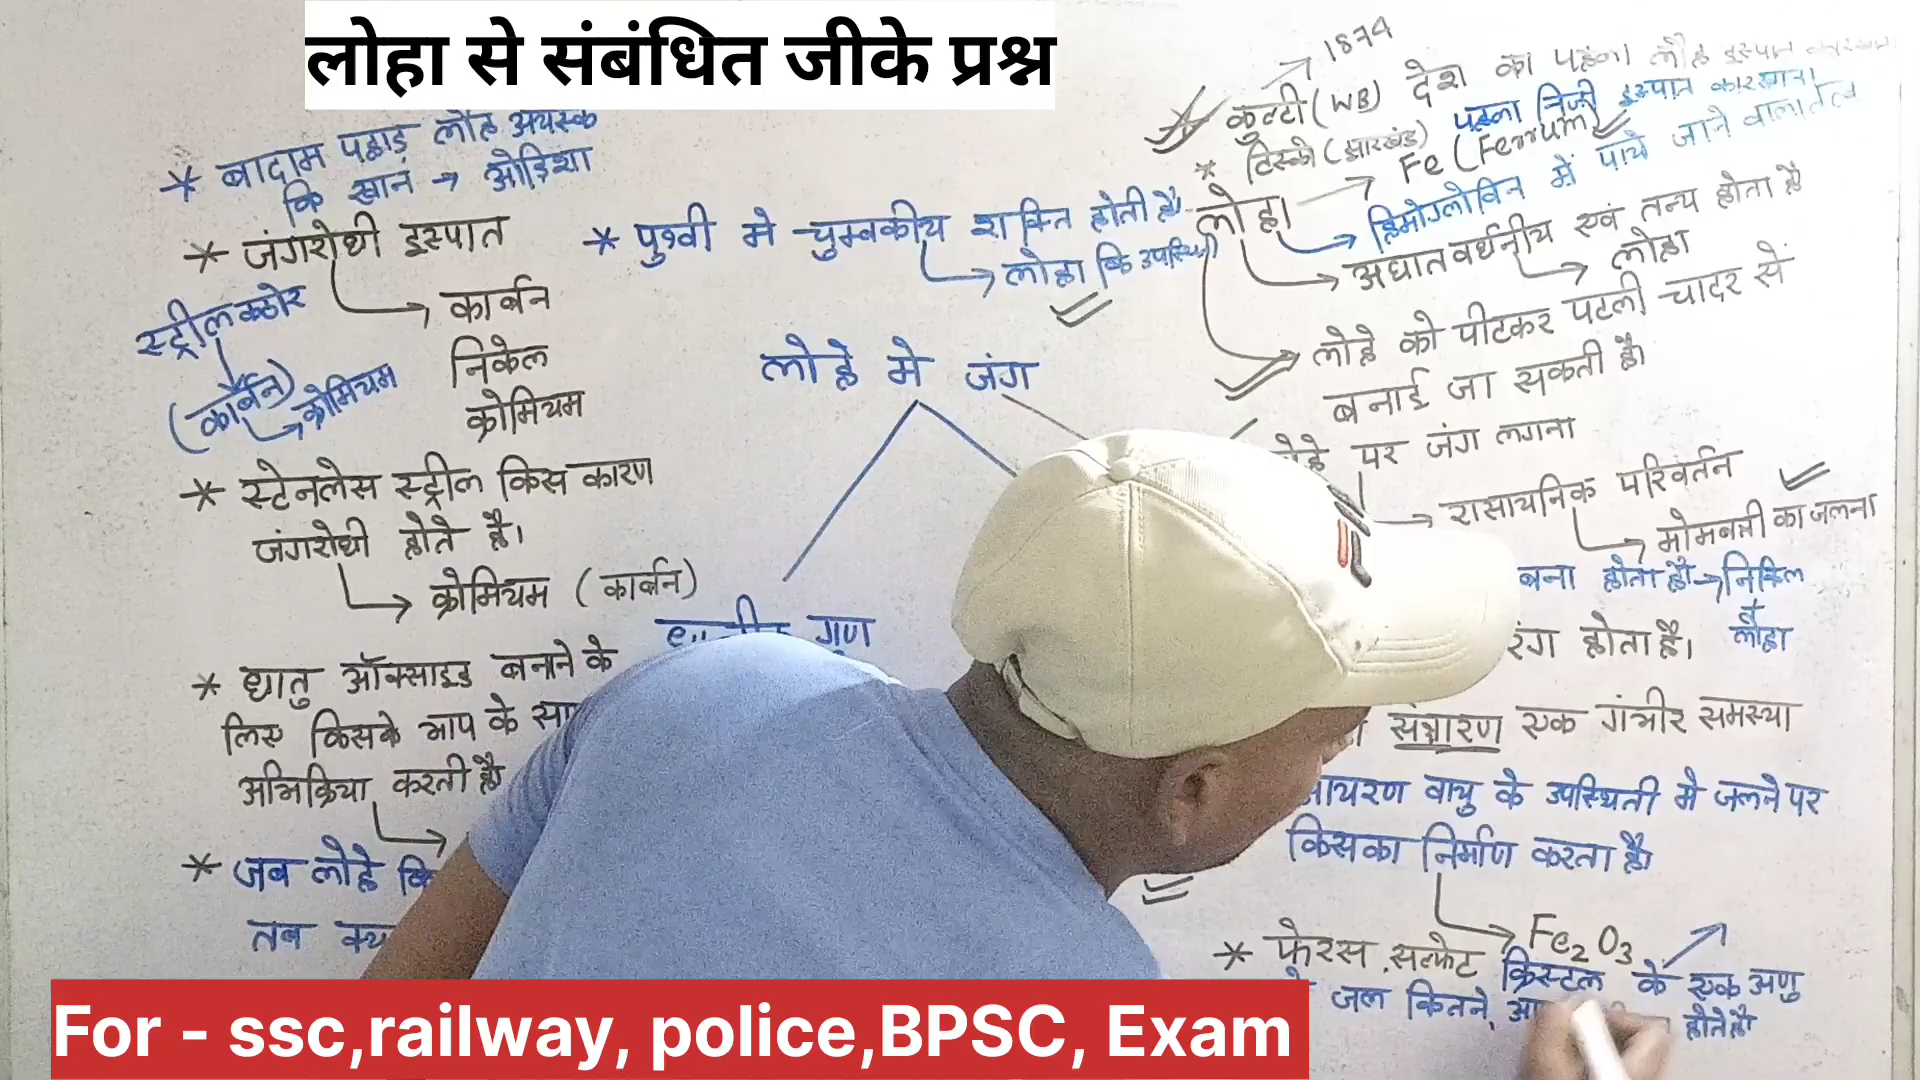 लोहा से संबंधित जीके प्रश्न
* बादाम पहाड़ लौह अयस्क
कि खानं → ओड़िशा
* जंगरोधी इस्पात
कार्बन
निकेल
क्रोमियम
स्ट्रील कठोर
(कार्बन)
क्रोमियम
* स्टेनलेस स्ट्रील किस कारण
जंगरोधी होते है।
क्रोमियम (कार्बन)
* धातु ऑक्साइड बनाने के
लिए किसके भाप के
अभिक्रिया करती है
* जब लोहे
तब
* पुथ्वी मे चुम्बकीय शक्ति होती है
लोहा कि उपस्थिती
लोहे मे जंग
गुण
1874
* कुल्टी (WB) देश का पहला लौह इस्पात
* टिस्को (झारखंड) पहला निजी इस्पात कारखाना
लोहा → Fe (Ferrum)
हिमोग्लोविन में पाये जाने वाला तत्व
अघातवर्धनीय एवं तन्य होता है
लोहा
लोहे को पीटकर पतली चादर से
बनाई जा सकती है।
पर जंग लगना
रासायनिक परिवर्तन
मोमबत्ती का जलना
बना होता है → निकिल
+
लौहा
रंग होता है।
संक्षारण एक गंभीर समस्या
वायु के उपस्थिती मे जलने पर
किसका निर्माण करता है।
Fe2O3
* फेरस सल्फेट क्रिस्टल के एक अणु
जल कितने
होते है
For - ssc,railway, police,BPSC, Exam